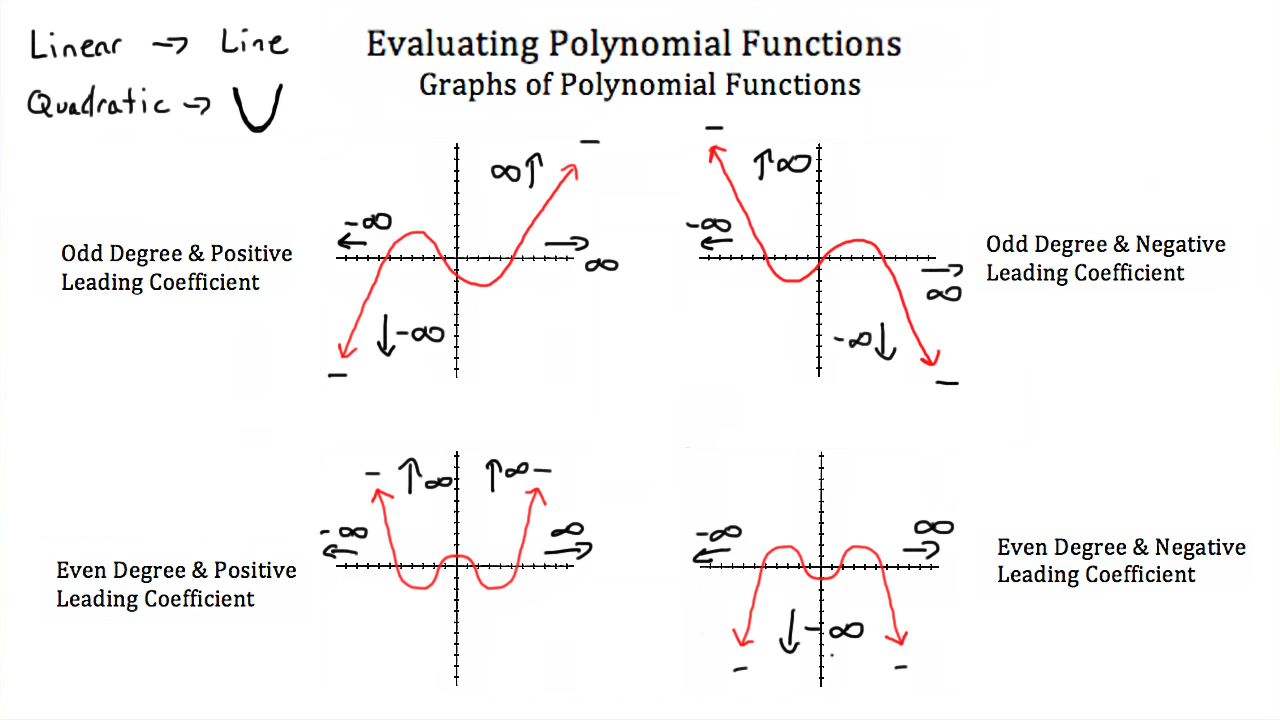 Linear → Line
Quadratic →
Evaluating Polynomial Functions
Graphs of Polynomial Functions
Odd Degree & Positive
Leading Coefficient
-∞
∞↑
→
∞
↓-∞
Odd Degree & Negative
Leading Coefficient
-∞
↑∞
→
∞
-∞↓
Even Degree & Positive
Leading Coefficient
-∞
↑∞
↑∞
∞
Even Degree & Negative
Leading Coefficient
-∞
∞
↓-∞